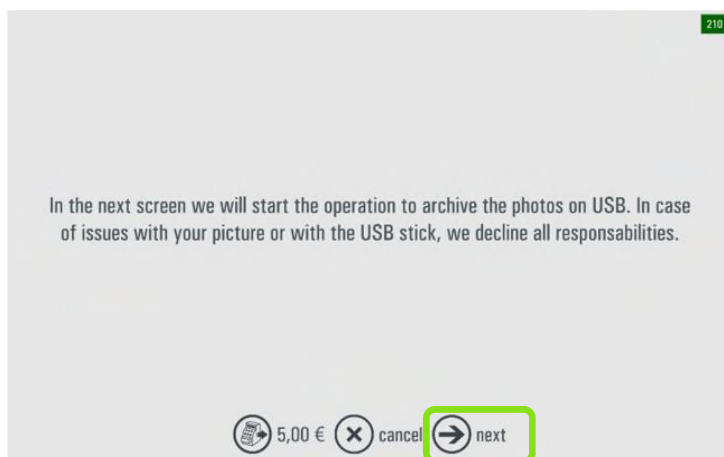 210
In the next screen we will start the operation to archive the photos on USB. In case
of issues with your picture or with the USB stick, we decline all responsabilities.
5,00 € cancel next